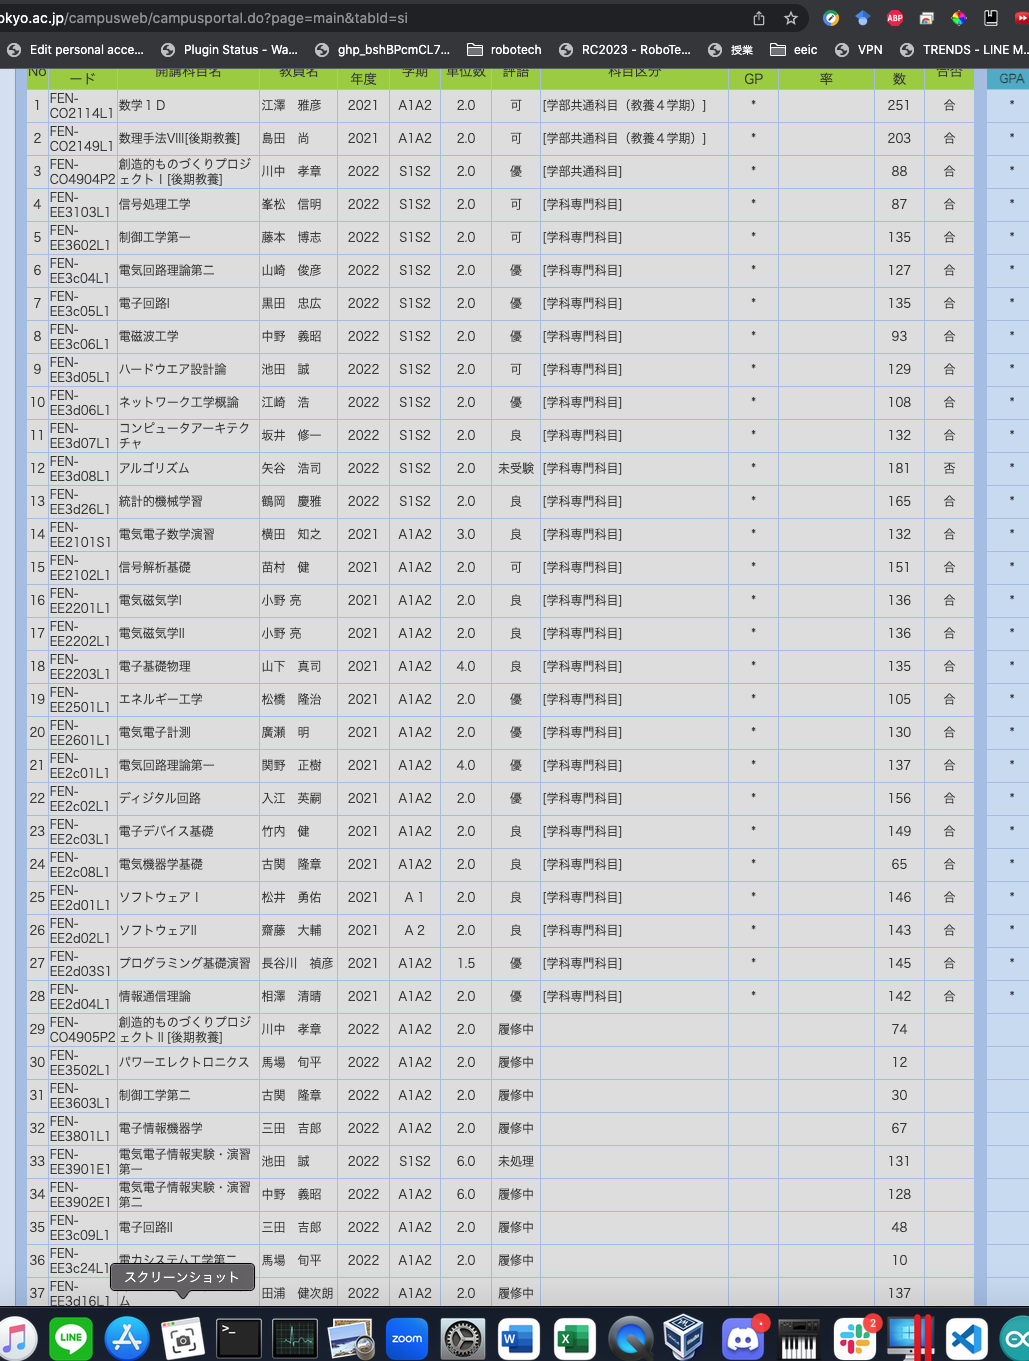 okyo.ac.jp/campusweb/campusportal.do?page=main&tabId=si
Edit personal acce... Plugin Status - Wa... ghp_bshBPcmCL7... robotech RC2023 - RoboTe... 授業 eeic VPN TRENDS - LINE M...
No ード 開講科目名 教員名 年度 学期 単位数 評語 科目区分 GP 率 数 合否 GPA
1 FEN-CO2114L1 数学１Ｄ 江澤 雅彦 2021 A1A2 2.0 可 [学部共通科目（教養４学期）] * 251 合 *
2 FEN-CO2149L1 数理手法VIII[後期教養] 島田 尚 2021 A1A2 2.0 可 [学部共通科目（教養４学期）] * 203 合 *
3 FEN-CO4904P2 創造的ものづくりプロジェクトⅠ[後期教養] 川中 孝章 2022 S1S2 2.0 優 [学部共通科目] * 88 合 *
4 FEN-EE3103L1 信号処理工学 峯松 信明 2022 S1S2 2.0 可 [学科専門科目] * 87 合 *
5 FEN-EE3602L1 制御工学第一 藤本 博志 2022 S1S2 2.0 可 [学科専門科目] * 135 合 *
6 FEN-EE3c04L1 電気回路理論第二 山崎 俊彦 2022 S1S2 2.0 優 [学科専門科目] * 127 合 *
7 FEN-EE3c05L1 電子回路I 黒田 忠広 2022 S1S2 2.0 優 [学科専門科目] * 135 合 *
8 FEN-EE3c06L1 電磁波工学 中野 義昭 2022 S1S2 2.0 優 [学科専門科目] * 93 合 *
9 FEN-EE3d05L1 ハードウエア設計論 池田 誠 2022 S1S2 2.0 可 [学科専門科目] * 129 合 *
10 FEN-EE3d06L1 ネットワーク工学概論 江崎 浩 2022 S1S2 2.0 優 [学科専門科目] * 108 合 *
11 FEN-EE3d07L1 コンピュータアーキテクチャ 坂井 修一 2022 S1S2 2.0 良 [学科専門科目] * 132 合 *
12 FEN-EE3d08L1 アルゴリズム 矢谷 浩司 2022 S1S2 2.0 未受験 [学科専門科目] * 181 否 *
13 FEN-EE3d26L1 統計的機械学習 鶴岡 慶雅 2022 S1S2 2.0 良 [学科専門科目] * 165 合 *
14 FEN-EE2101S1 電気電子数学演習 横田 知之 2021 A1A2 3.0 良 [学科専門科目] * 132 合 *
15 FEN-EE2102L1 信号解析基礎 苗村 健 2021 A1A2 2.0 可 [学科専門科目] * 151 合 *
16 FEN-EE2201L1 電気磁気学I 小野 亮 2021 A1A2 2.0 良 [学科専門科目] * 136 合 *
17 FEN-EE2202L1 電気磁気学II 小野 亮 2021 A1A2 2.0 良 [学科専門科目] * 136 合 *
18 FEN-EE2203L1 電子基礎物理 山下 真司 2021 A1A2 4.0 良 [学科専門科目] * 135 合 *
19 FEN-EE2501L1 エネルギー工学 松橋 隆治 2021 A1A2 2.0 優 [学科専門科目] * 105 合 *
20 FEN-EE2601L1 電気電子計測 廣瀬 明 2021 A1A2 2.0 優 [学科専門科目] * 130 合 *
21 FEN-EE2c01L1 電気回路理論第一 関野 正樹 2021 A1A2 4.0 優 [学科専門科目] * 137 合 *
22 FEN-EE2c02L1 ディジタル回路 入江 英嗣 2021 A1A2 2.0 優 [学科専門科目] * 156 合 *
23 FEN-EE2c03L1 電子デバイス基礎 竹内 健 2021 A1A2 2.0 良 [学科専門科目] * 149 合 *
24 FEN-EE2c08L1 電気機器学基礎 古関 隆章 2021 A1A2 2.0 良 [学科専門科目] * 65 合 *
25 FEN-EE2d01L1 ソフトウェアⅠ 松井 勇佑 2021 A 1 2.0 良 [学科専門科目] * 146 合 *
26 FEN-EE2d02L1 ソフトウェアII 齋藤 大輔 2021 A 2 2.0 良 [学科専門科目] * 143 合 *
27 FEN-EE2d03S1 プログラミング基礎演習 長谷川 禎彦 2021 A1A2 1.5 優 [学科専門科目] * 145 合 *
28 FEN-EE2d04L1 情報通信理論 相澤 清晴 2021 A1A2 2.0 優 [学科専門科目] * 142 合 *
29 FEN-CO4905P2 創造的ものづくりプロジェクトⅡ[後期教養] 川中 孝章 2022 A1A2 2.0 履修中 74
30 FEN-EE3502L1 パワーエレクトロニクス 馬場 旬平 2022 A1A2 2.0 履修中 12
31 FEN-EE3603L1 制御工学第二 古関 隆章 2022 A1A2 2.0 履修中 30
32 FEN-EE3801L1 電子情報機器学 三田 吉郎 2022 A1A2 2.0 履修中 67
33 FEN-EE3901E1 電気電子情報実験・演習第一 池田 誠 2022 S1S2 6.0 未処理 131
34 FEN-EE3902E1 電気電子情報実験・演習第二 中野 義昭 2022 A1A2 6.0 履修中 128
35 FEN-EE3c09L1 電子回路II 三田 吉郎 2022 A1A2 2.0 履修中 48
36 FEN-EE3c24L1 電力システム工学第二 馬場 旬平 2022 A1A2 2.0 履修中 10
37 FEN-EE3d16L1 ム 田浦 健次朗 2022 A1A2 2.0 履修中 137
スクリーンショット
LINE zoom W X 2